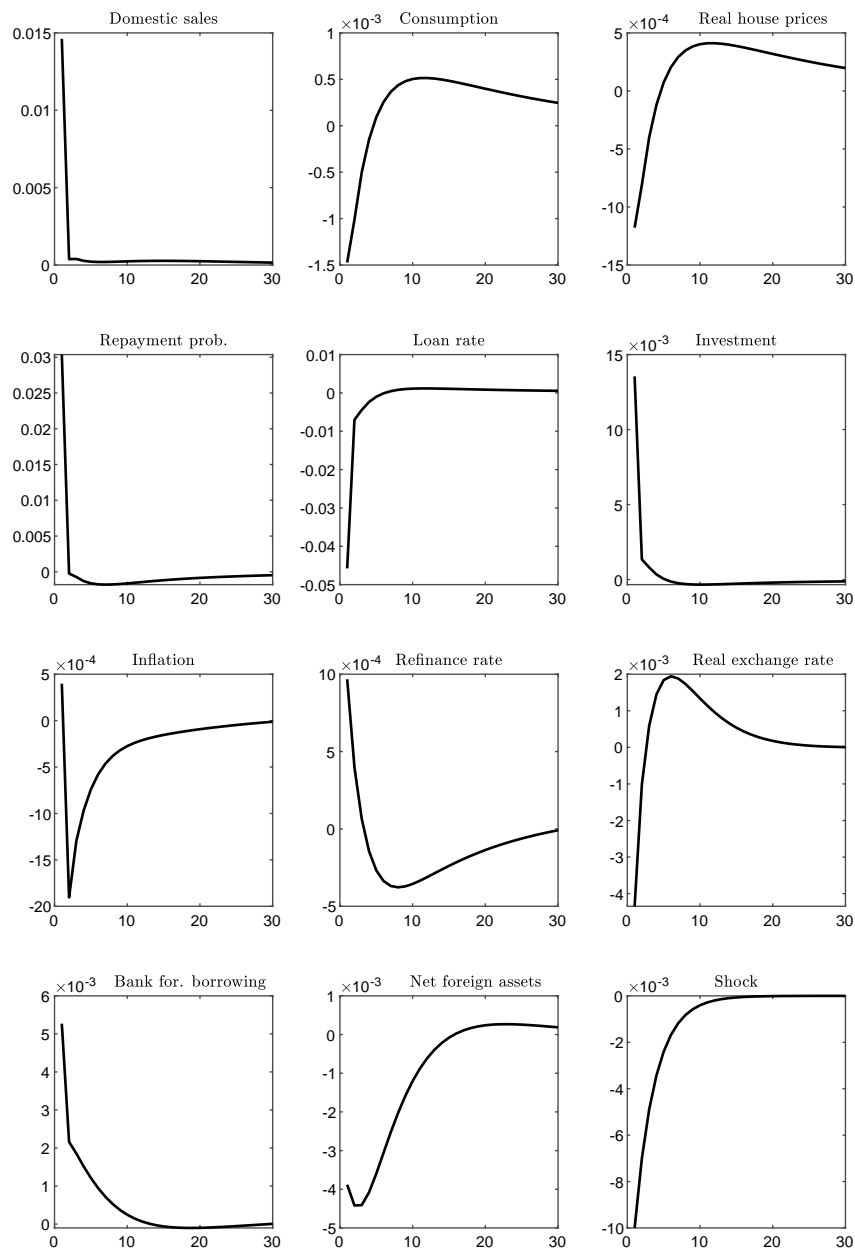 Domestic sales
0.015
0.01
0.005
0
0 10 20 30
×10-3 Consumption
1
0.5
0
-0.5
-1
-1.5
0 10 20 30
×10-4 Real house prices
5
0
-5
-10
-15
0 10 20 30
Repayment prob.
0.03
0.025
0.02
0.015
0.01
0.005
0
0 10 20 30
Loan rate
0.01
0
-0.01
-0.02
-0.03
-0.04
-0.05
0 10 20 30
×10-3 Investment
15
10
5
0
0 10 20 30
×10-4 Inflation
5
0
-5
-10
-15
-20
0 10 20 30
×10-4 Refinance rate
10
5
0
-5
0 10 20 30
×10-3 Real exchange rate
2
1
0
-1
-2
-3
-4
0 10 20 30
×10-3 Bank for. borrowing
6
5
4
3
2
1
0
0 10 20 30
×10-3 Net foreign assets
1
0
-1
-2
-3
-4
-5
0 10 20 30
×10-3 Shock
0
-2
-4
-6
-8
-10
0 10 20 30